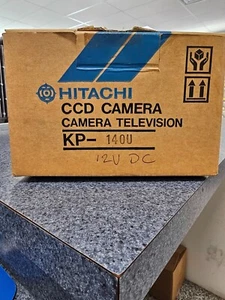 HITACHI
CCD CAMERA
CAMERA TELEVISION
KP- 140U
12V DC